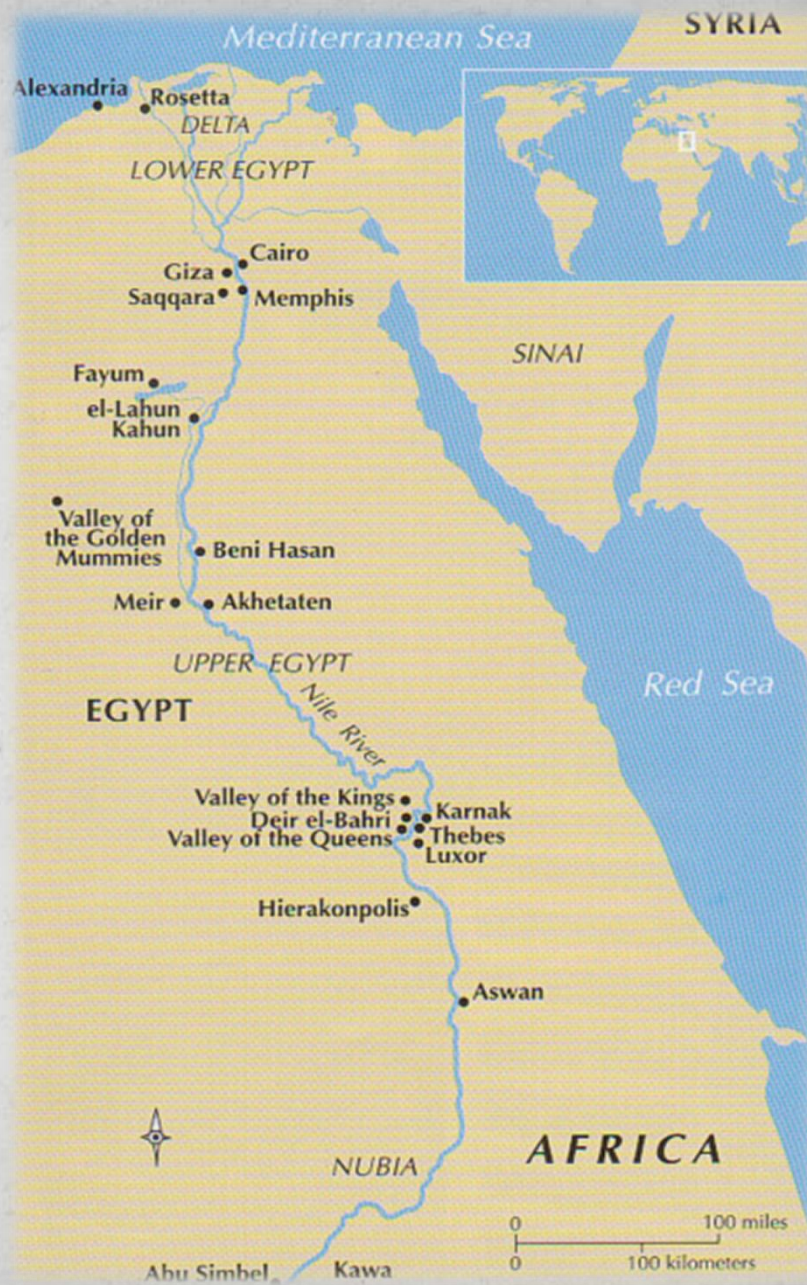 Mediterranean Sea
SYRIA
Alexandria
Rosetta
DELTA
LOWER EGYPT
Cairo
Giza
Saqqara
Memphis
SINAI
Fayum
el-Lahun
Kahun
Valley of
the Golden
Mummies
Beni Hasan
Meir
Akhetaten
UPPER EGYPT
Red Sea
EGYPT
Nile River
Valley of the Kings
Karnak
Deir el-Bahri
Thebes
Valley of the Queens
Luxor
Hierakonpolis
Aswan
AFRICA
NUBIA
0 100 miles
0 100 kilometers
Abu Simbel
Kawa